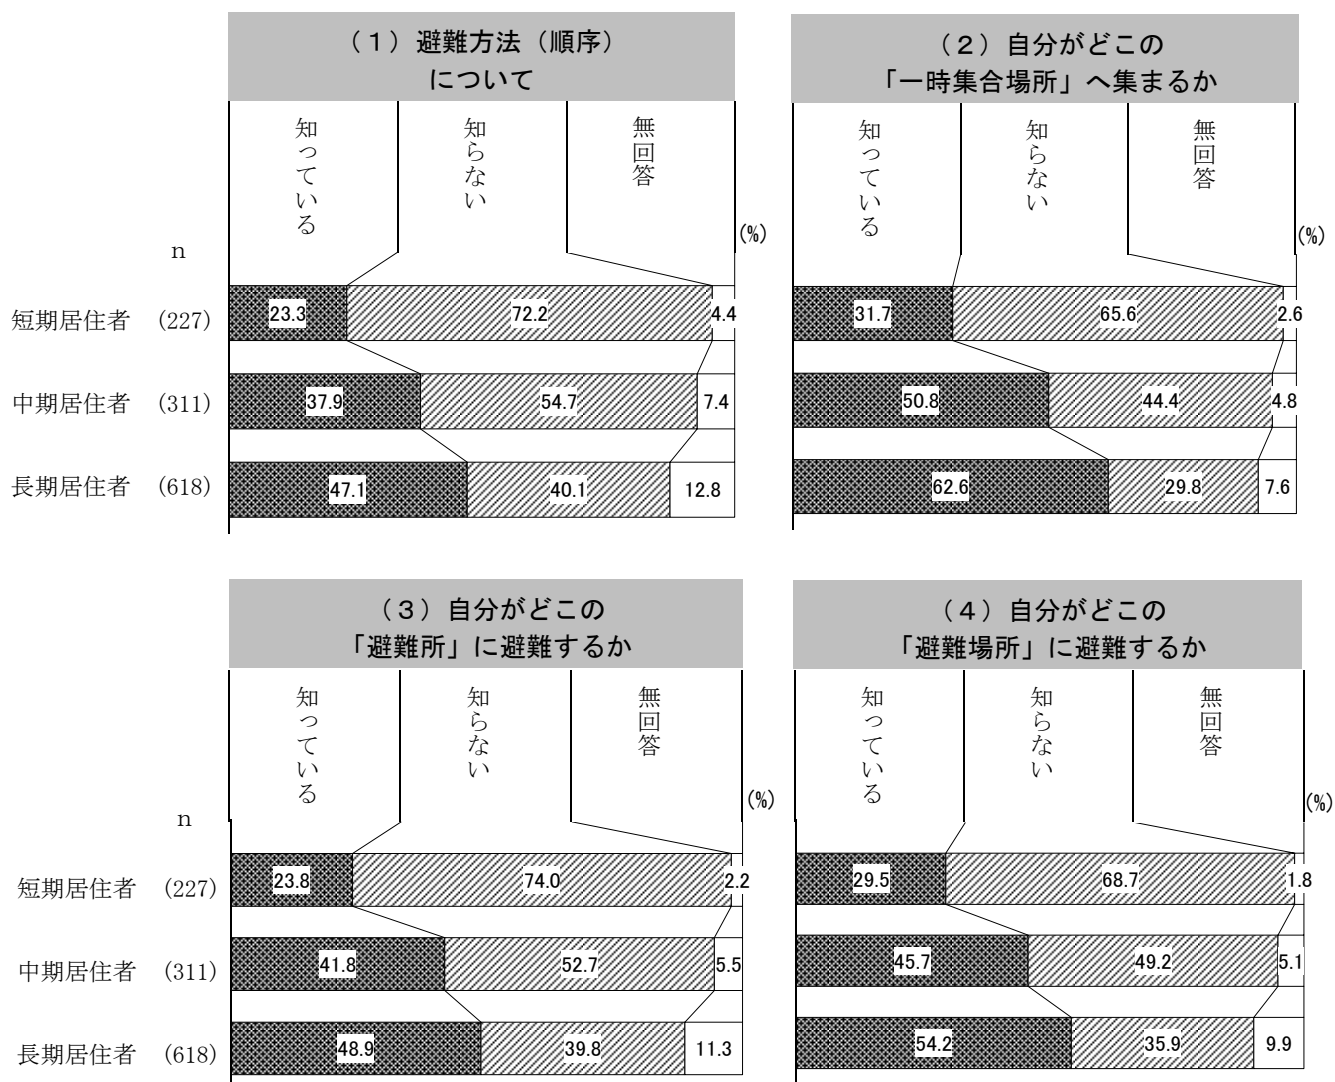 （１）避難方法（順序）
について
知っている
知らない
無回答
(%)
n
短期居住者 (227) 23.3 72.2 4.4
中期居住者 (311) 37.9 54.7 7.4
長期居住者 (618) 47.1 40.1 12.8
（２）自分がどこの
「一時集合場所」へ集まるか
知っている
知らない
無回答
(%)
31.7 65.6 2.6
50.8 44.4 4.8
62.6 29.8 7.6
（３）自分がどこの
「避難所」に避難するか
知っている
知らない
無回答
(%)
n
短期居住者 (227) 23.8 74.0 2.2
中期居住者 (311) 41.8 52.7 5.5
長期居住者 (618) 48.9 39.8 11.3
（４）自分がどこの
「避難場所」に避難するか
知っている
知らない
無回答
(%)
29.5 68.7 1.8
45.7 49.2 5.1
54.2 35.9 9.9